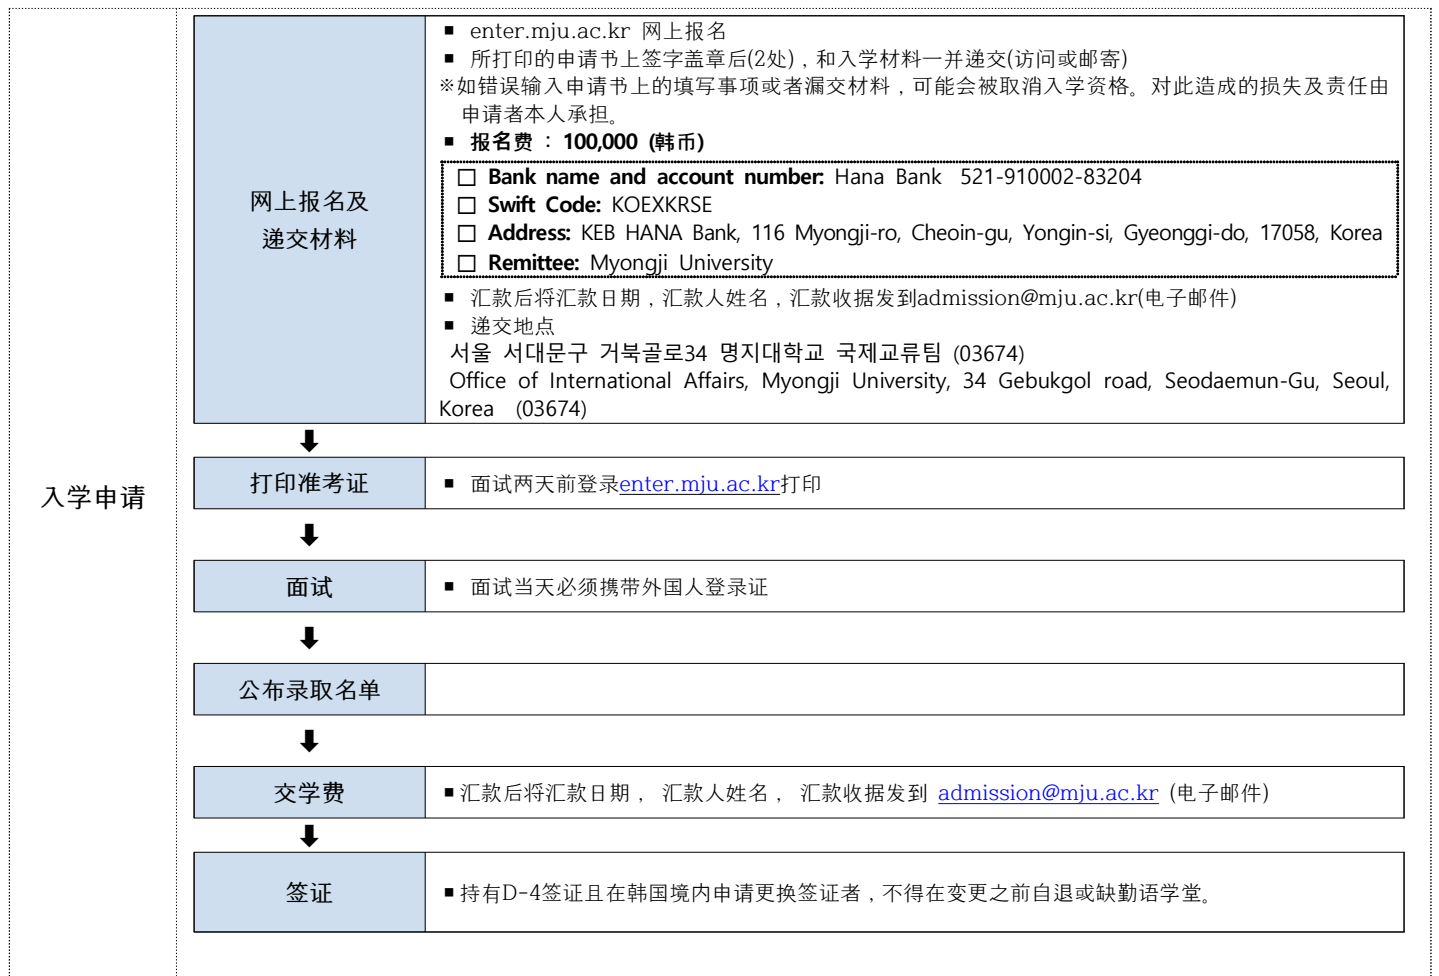 入学申请
网上报名及
递交材料
■ enter.mju.ac.kr 网上报名
■ 所打印的申请书上签字盖章后(2处)，和入学材料一并递交(访问或邮寄)
※如错误输入申请书上的填写事项或者漏交材料，可能会被取消入学资格。对此造成的损失及责任由
申请者本人承担。
■ 报名费 : 100,000 (韩币)
□ Bank name and account number: Hana Bank 521-910002-83204
□ Swift Code: KOEXKRSE
□ Address: KEB HANA Bank, 116 Myongji-ro, Cheoin-gu, Yongin-si, Gyeonggi-do, 17058, Korea
□ Remittee: Myongji University
■ 汇款后将汇款日期，汇款人姓名，汇款收据发到admission@mju.ac.kr(电子邮件)
■ 递交地点
서울 서대문구 거북골로34 명지대학교 국제교류팀 (03674)
Office of International Affairs, Myongji University, 34 Gebukgol road, Seodaemun-Gu, Seoul,
Korea (03674)
打印准考证
■ 面试两天前登录enter.mju.ac.kr打印
面试
■ 面试当天必须携带外国人登录证
公布录取名单
交学费
■汇款后将汇款日期， 汇款人姓名， 汇款收据发到 admission@mju.ac.kr (电子邮件)
签证
■持有D-4签证且在韩国境内申请更换签证者，不得在变更之前自退或缺勤语学堂。